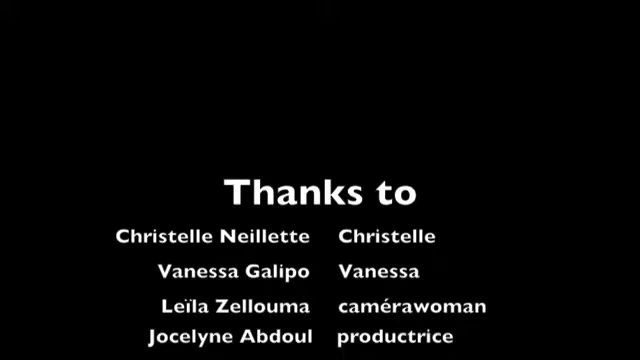 Thanks to
Christelle Neillette Christelle
Vanessa Galipo Vanessa
Leïla Zellouma camérawoman
Jocelyne Abdoul productrice